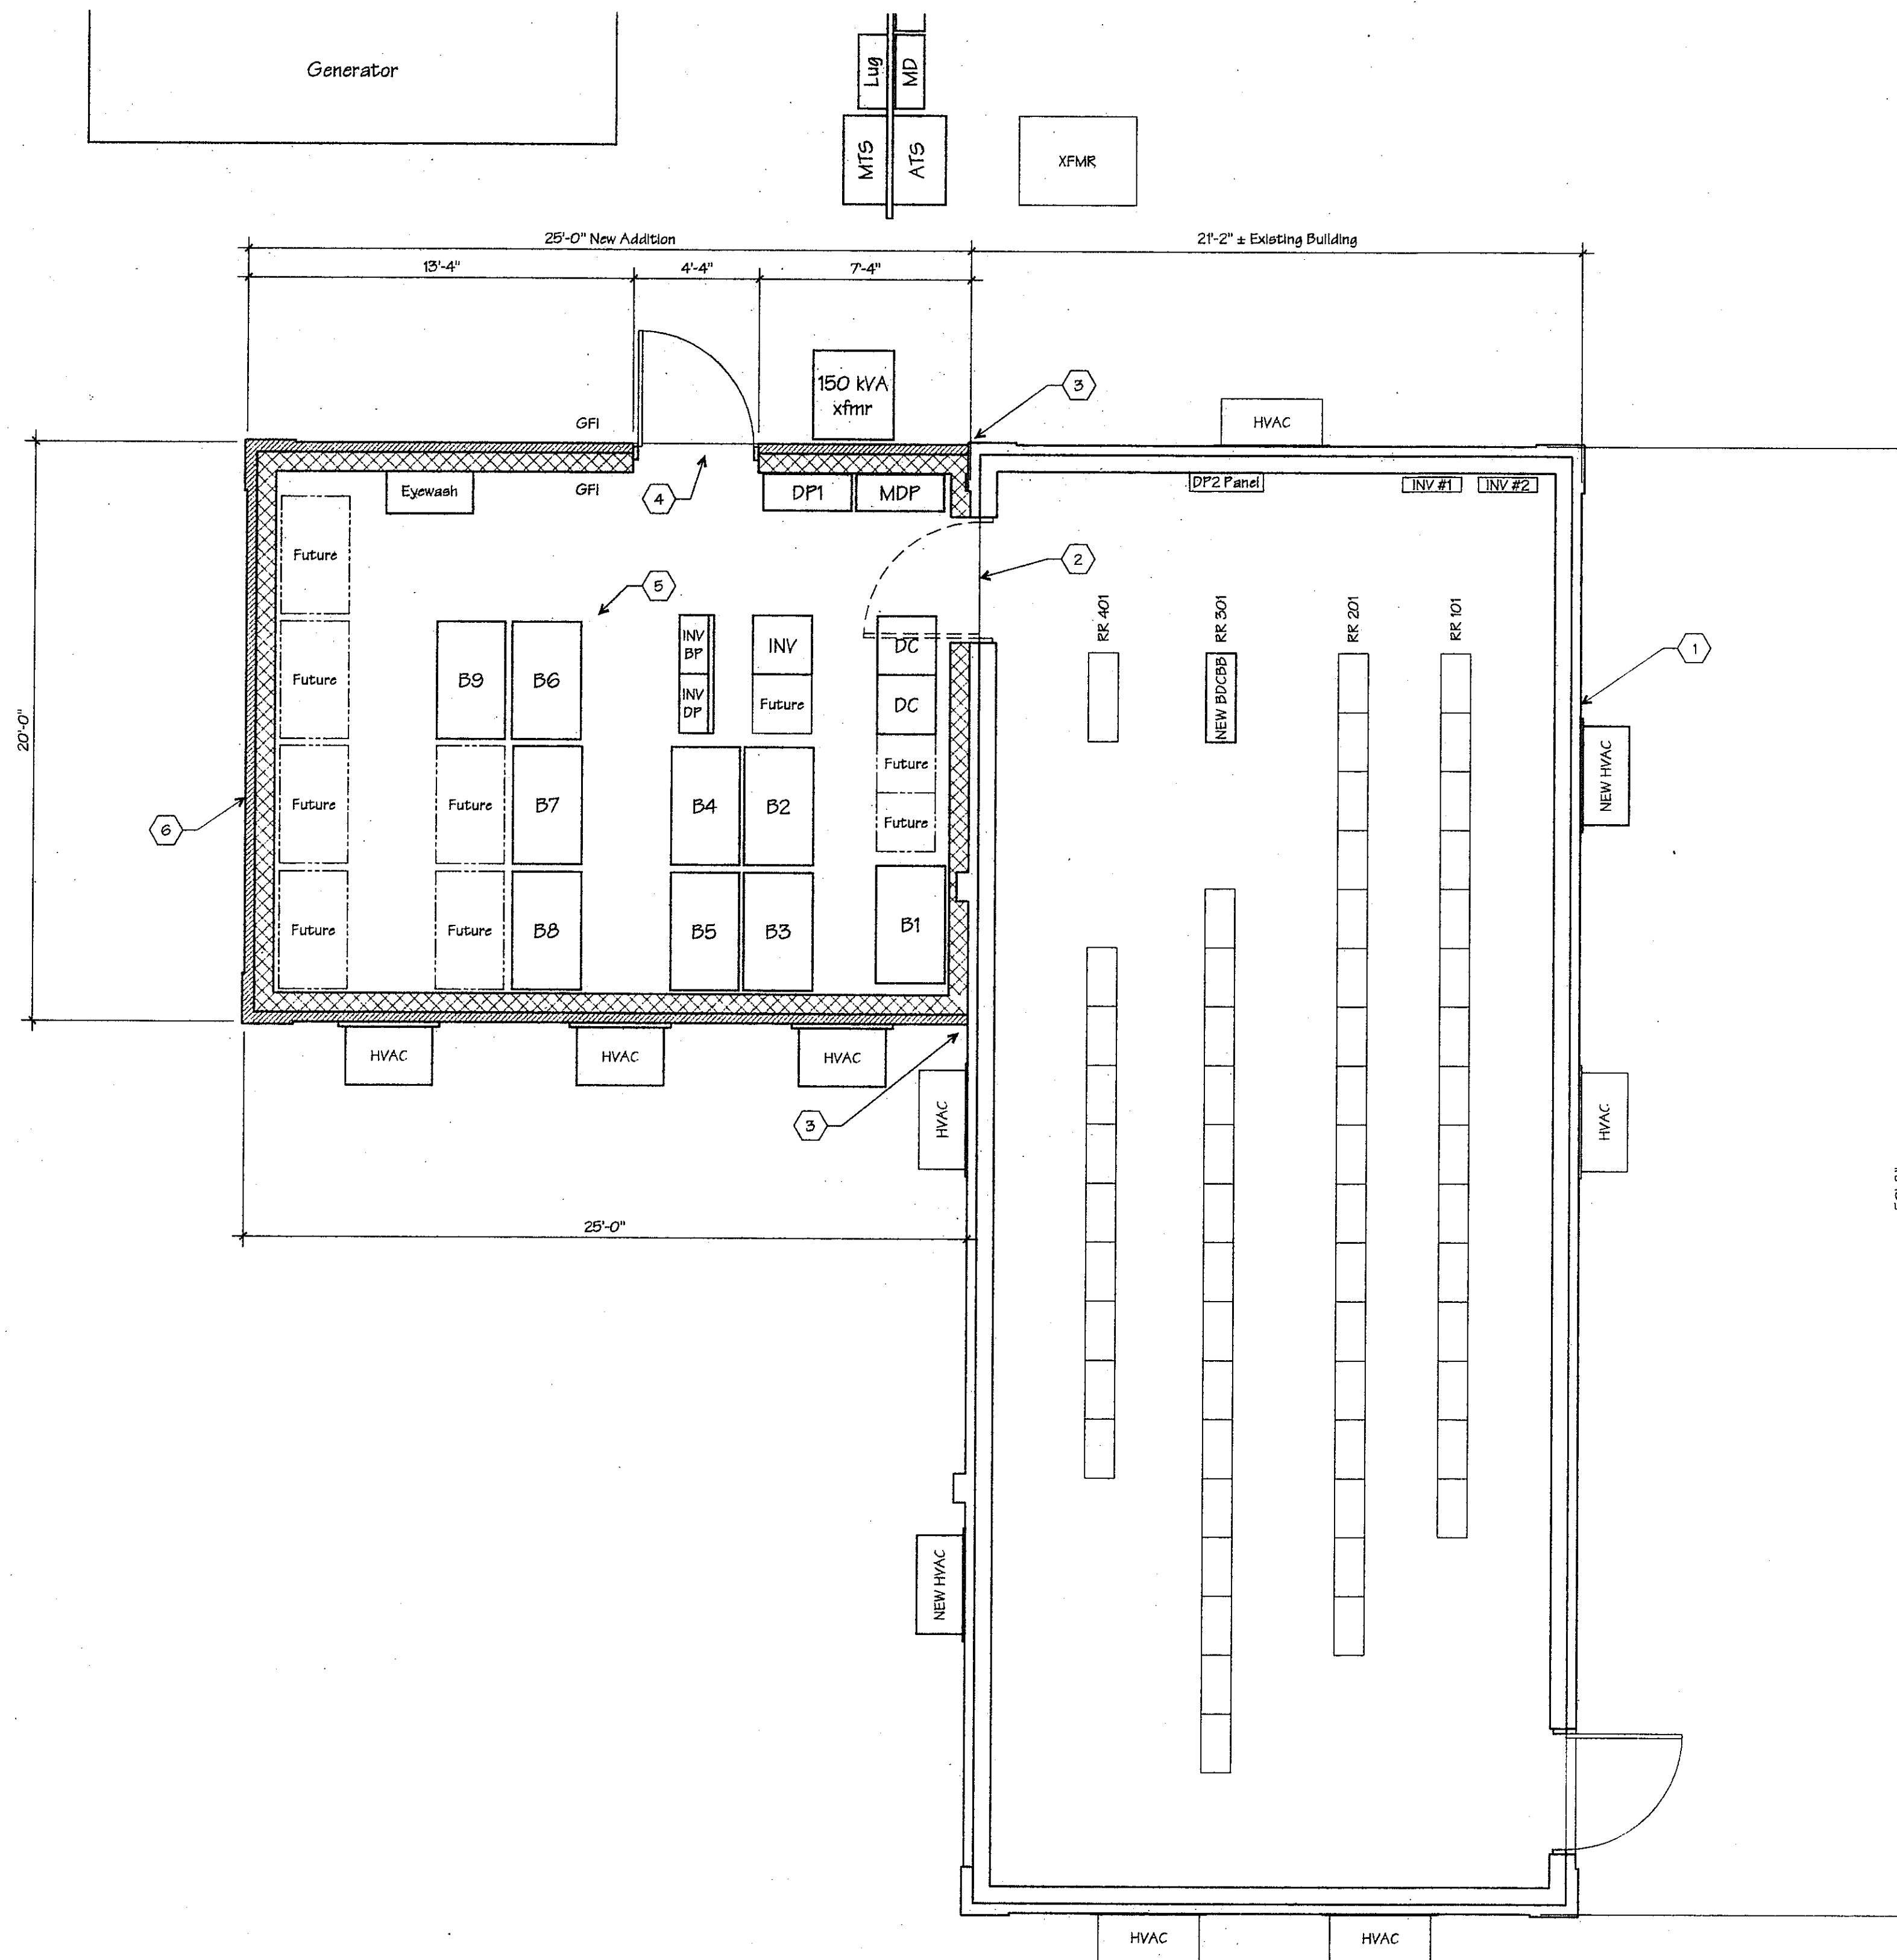 Generator
Lug
MD
MTS
ATS
XFMR
25'-0" New Addition
21'-2" ± Existing Building
13'-4"
4'-4"
7'-4"
150 kVA
xfmr
3
HVAC
GFI
GFI
Eyewash
4
DP1
MDP
DP2 Panel
INV #1
INV #2
Future
5
2
RR 401
RR 301
RR 201
RR 101
1
20'-0"
Future
B9
B6
INV
BP
INV
DP
INV
Future
DC
DC
NEW BDCBB
NEW HVAC
6
Future
Future
B7
B4
B2
Future
Future
Future
Future
B8
B5
B3
B1
HVAC
HVAC
HVAC
3
HVAC
HVAC
25'-0"
NEW HVAC
HVAC
HVAC